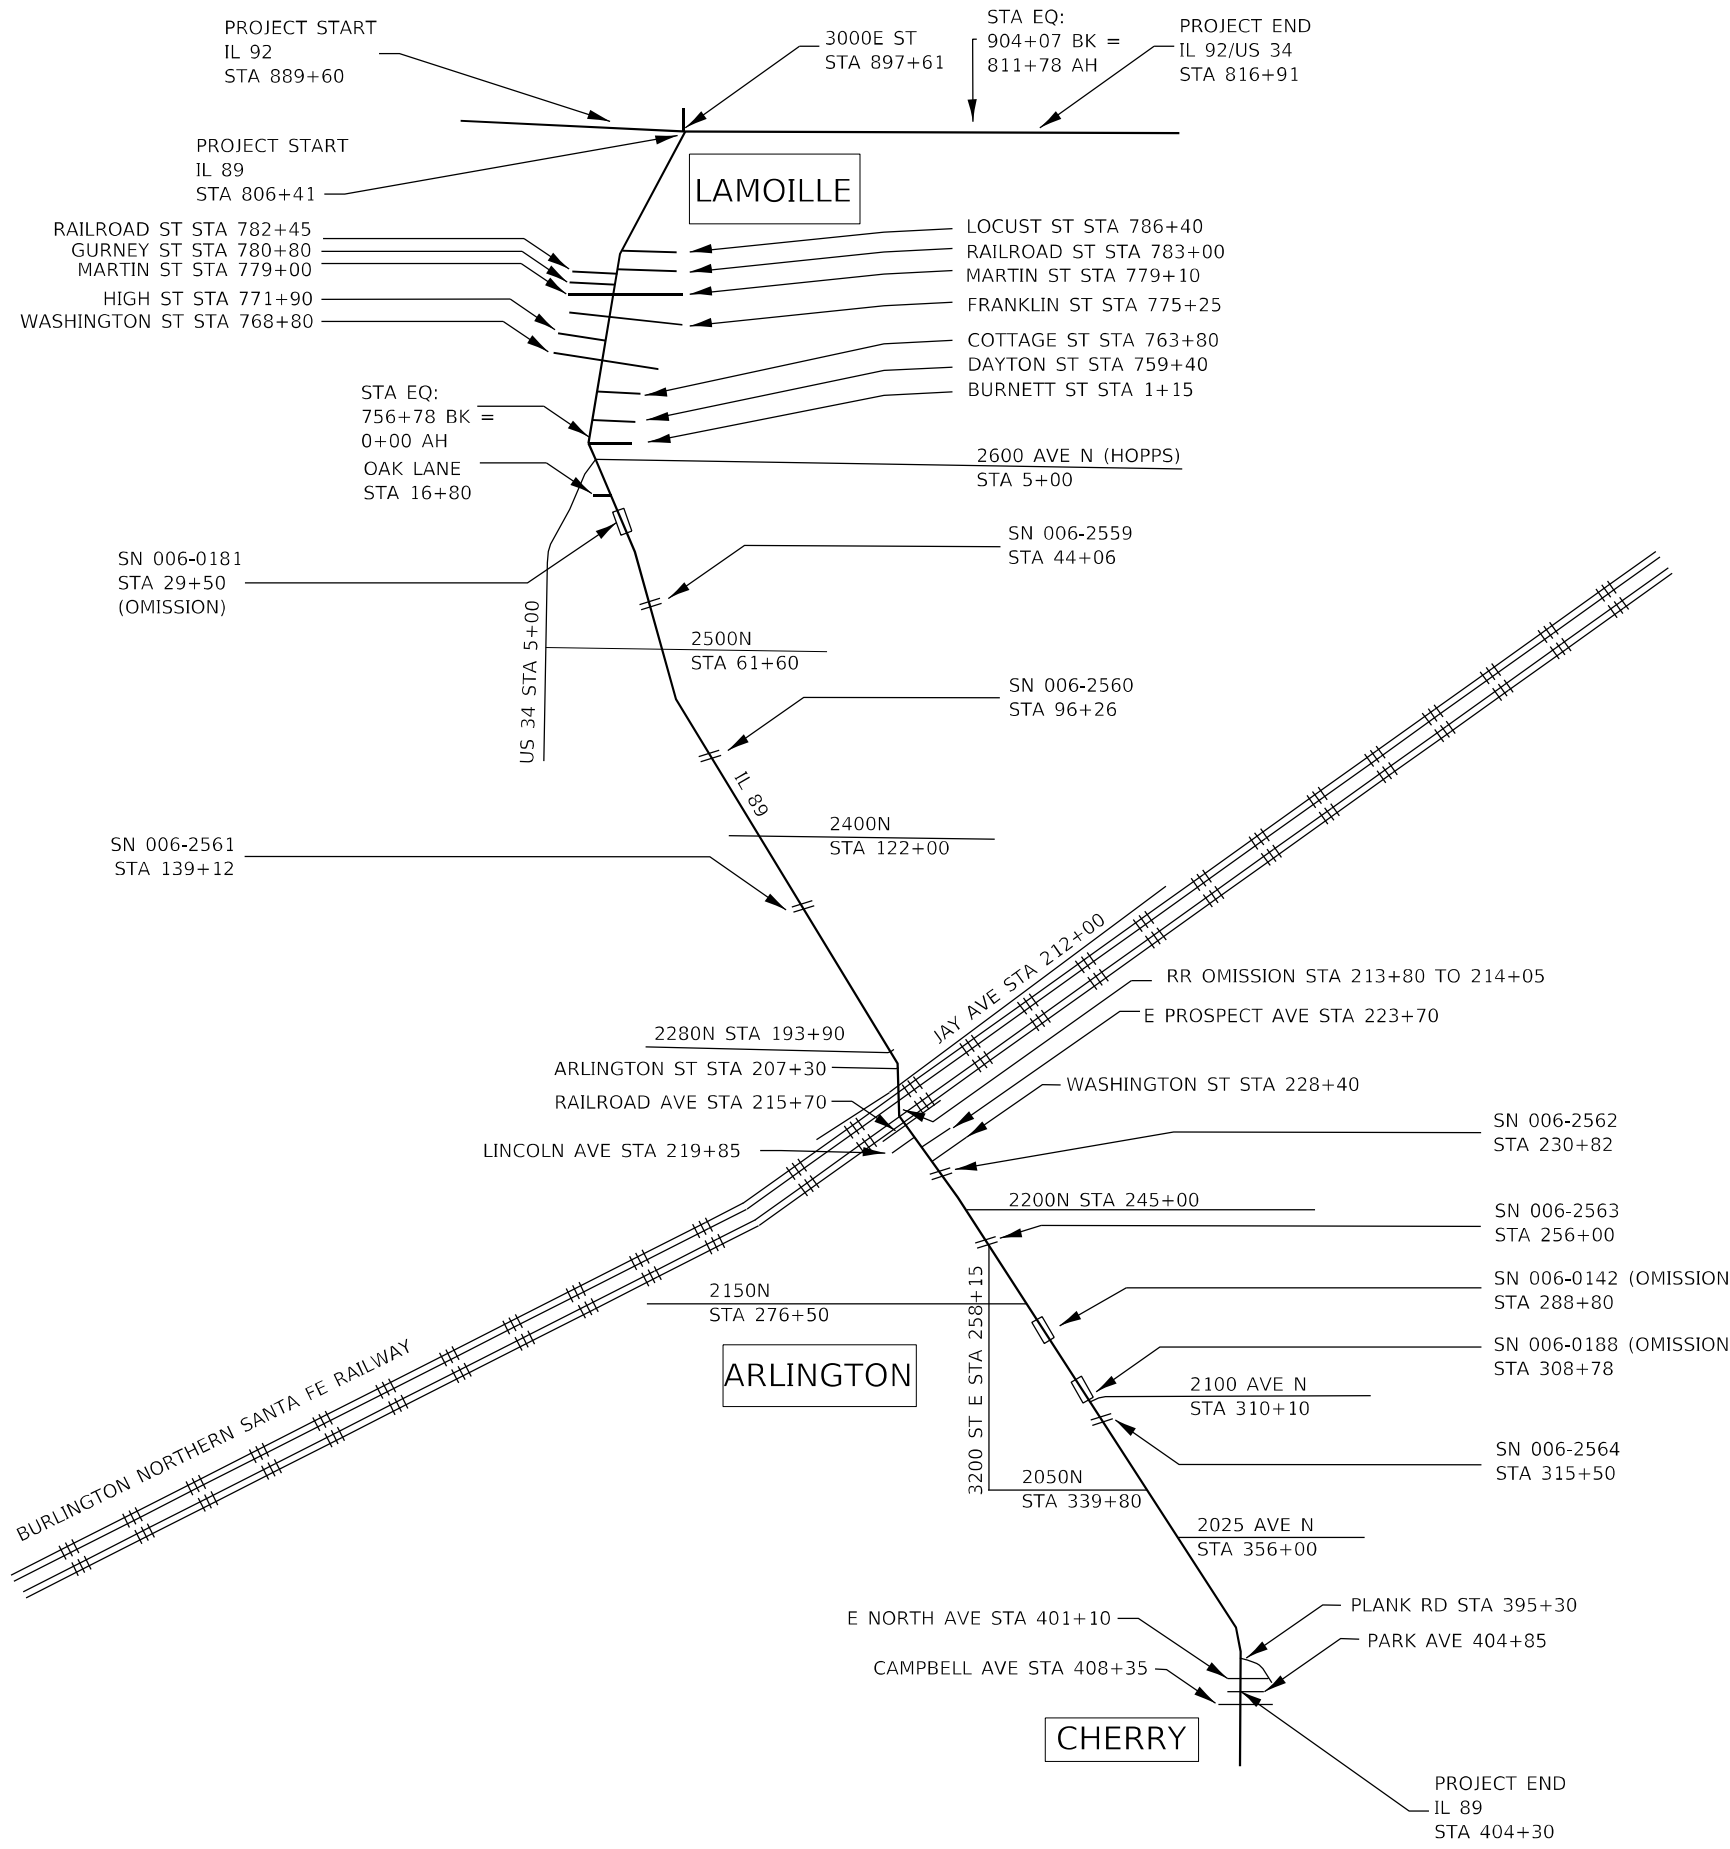 PROJECT START
IL 92
STA 889+60
3000E ST
STA 897+61
STA EQ:
904+07 BK =
811+78 AH
PROJECT END
IL 92/US 34
STA 816+91
PROJECT START
IL 89
STA 806+41
LAMOILLE
RAILROAD ST STA 782+45
GURNEY ST STA 780+80
MARTIN ST STA 779+00
HIGH ST STA 771+90
WASHINGTON ST STA 768+80
LOCUST ST STA 786+40
RAILROAD ST STA 783+00
MARTIN ST STA 779+10
FRANKLIN ST STA 775+25
COTTAGE ST STA 763+80
DAYTON ST STA 759+40
BURNETT ST STA 1+15
STA EQ:
756+78 BK =
0+00 AH
OAK LANE
STA 16+80
2600 AVE N (HOPPS)
STA 5+00
SN 006-0181
STA 29+50
(OMISSION)
SN 006-2559
STA 44+06
US 34 STA 5+00
2500N
STA 61+60
SN 006-2560
STA 96+26
IL 89
2400N
STA 122+00
SN 006-2561
STA 139+12
JAY AVE STA 212+00
RR OMISSION STA 213+80 TO 214+05
E PROSPECT AVE STA 223+70
2280N STA 193+90
ARLINGTON ST STA 207+30
RAILROAD AVE STA 215+70
LINCOLN AVE STA 219+85
WASHINGTON ST STA 228+40
SN 006-2562
STA 230+82
2200N STA 245+00
SN 006-2563
STA 256+00
3200 ST E STA 258+15
2150N
STA 276+50
SN 006-0142 (OMISSION
STA 288+80
ARLINGTON
SN 006-0188 (OMISSION
STA 308+78
BURLINGTON NORTHERN SANTA FE RAILWAY
2100 AVE N
STA 310+10
SN 006-2564
STA 315+50
2050N
STA 339+80
2025 AVE N
STA 356+00
E NORTH AVE STA 401+10
PLANK RD STA 395+30
PARK AVE 404+85
CAMPBELL AVE STA 408+35
CHERRY
PROJECT END
IL 89
STA 404+30